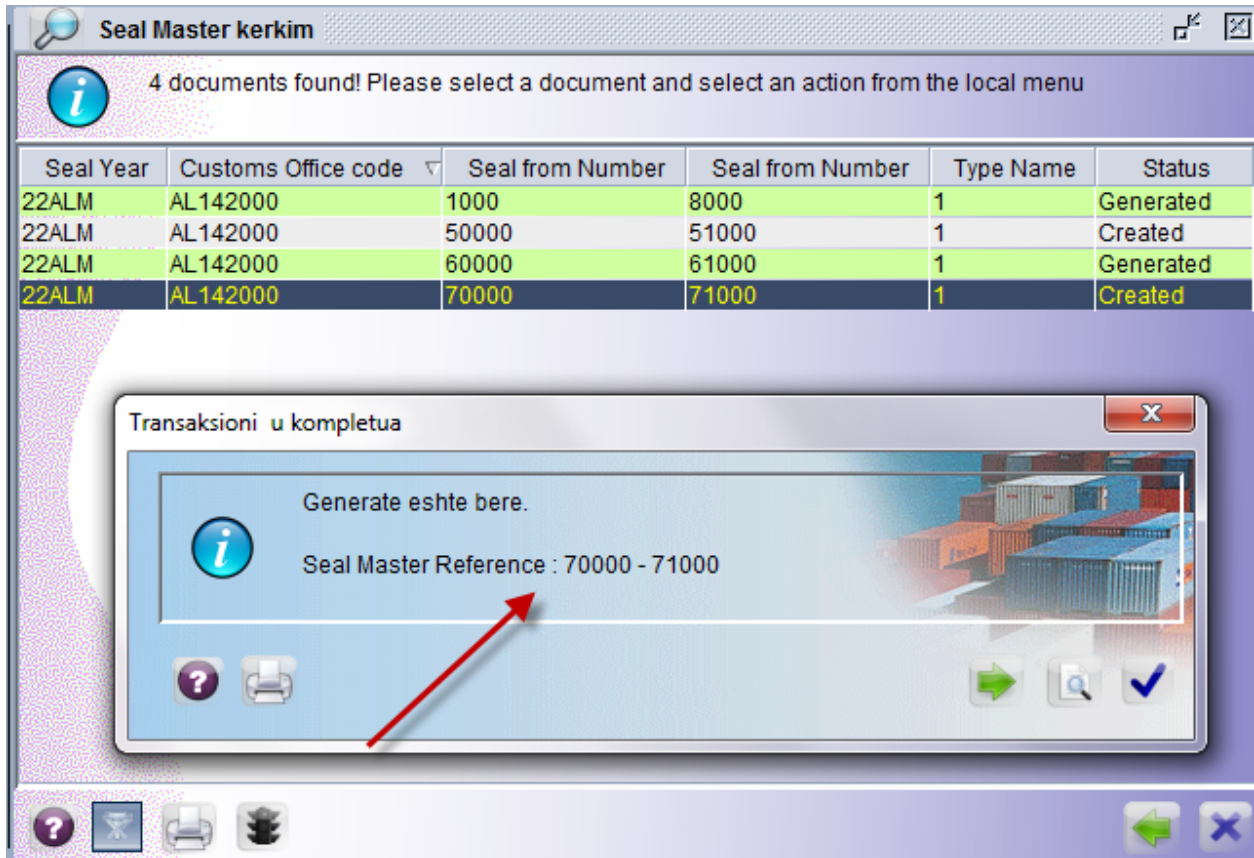 Seal Master kerkim
4 documents found! Please select a document and select an action from the local menu
Seal Year Customs Office code Seal from Number Seal from Number Type Name Status
22ALM AL142000 1000 8000 1 Generated
22ALM AL142000 50000 51000 1 Created
22ALM AL142000 60000 61000 1 Generated
22ALM AL142000 70000 71000 1 Created
Transaksioni u kompletua
Generate eshte bere.
Seal Master Reference : 70000 - 71000